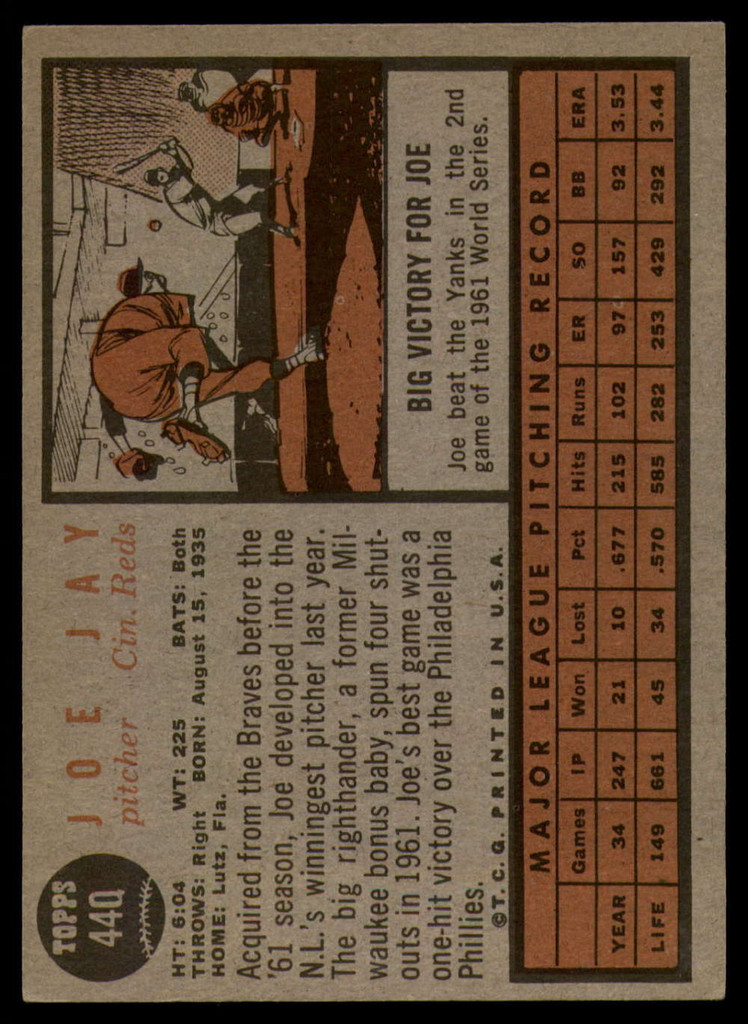 TOPPS
440
JOE JAY
pitcher Cin. Reds
HT: 6:04 WT: 225 BATS: Both
THROWS: Right BORN: August 15, 1935
HOME: Lutz, Fla.
Acquired from the Braves before the
'61 season, Joe developed into the
N.L.'s winningest pitcher last year.
The big righthander, a former Mil-
waukee bonus baby, spun four shut-
outs in 1961. Joe's best game was a
one-hit victory over the Philadelphia
Phillies.
©T.C.G. PRINTED IN U.S.A.
BIG VICTORY FOR JOE
Joe beat the Yanks in the 2nd
game of the 1961 World Series.
MAJOR LEAGUE PITCHING RECORD
Games IP Won Lost Pct Hits Runs ER SO BB ERA
YEAR 34 247 21 10 .677 215 102 97 157 92 3.53
LIFE 149 661 45 34 .570 585 282 253 429 292 3.44